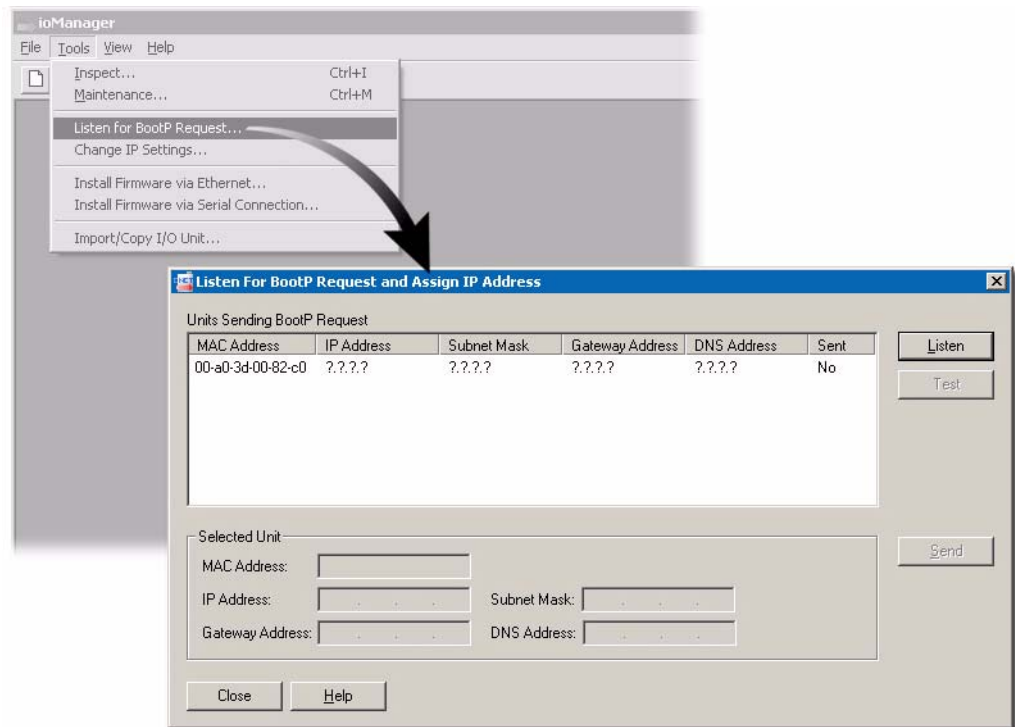 ioManager
File Tools View Help
Inspect... Ctrl+I
Maintenance... Ctrl+M
Listen for BootP Request...
Change IP Settings...
Install Firmware via Ethernet...
Install Firmware via Serial Connection...
Import/Copy I/O Unit...
Listen For BootP Request and Assign IP Address
Units Sending BootP Request
MAC Address IP Address Subnet Mask Gateway Address DNS Address Sent
00-a0-3d-00-82-c0 ?.?.?.? ?.?.?.? ?.?.?.? ?.?.?.? No
Listen
Test
Selected Unit
MAC Address:
IP Address: Subnet Mask:
Gateway Address: DNS Address:
Send
Close Help